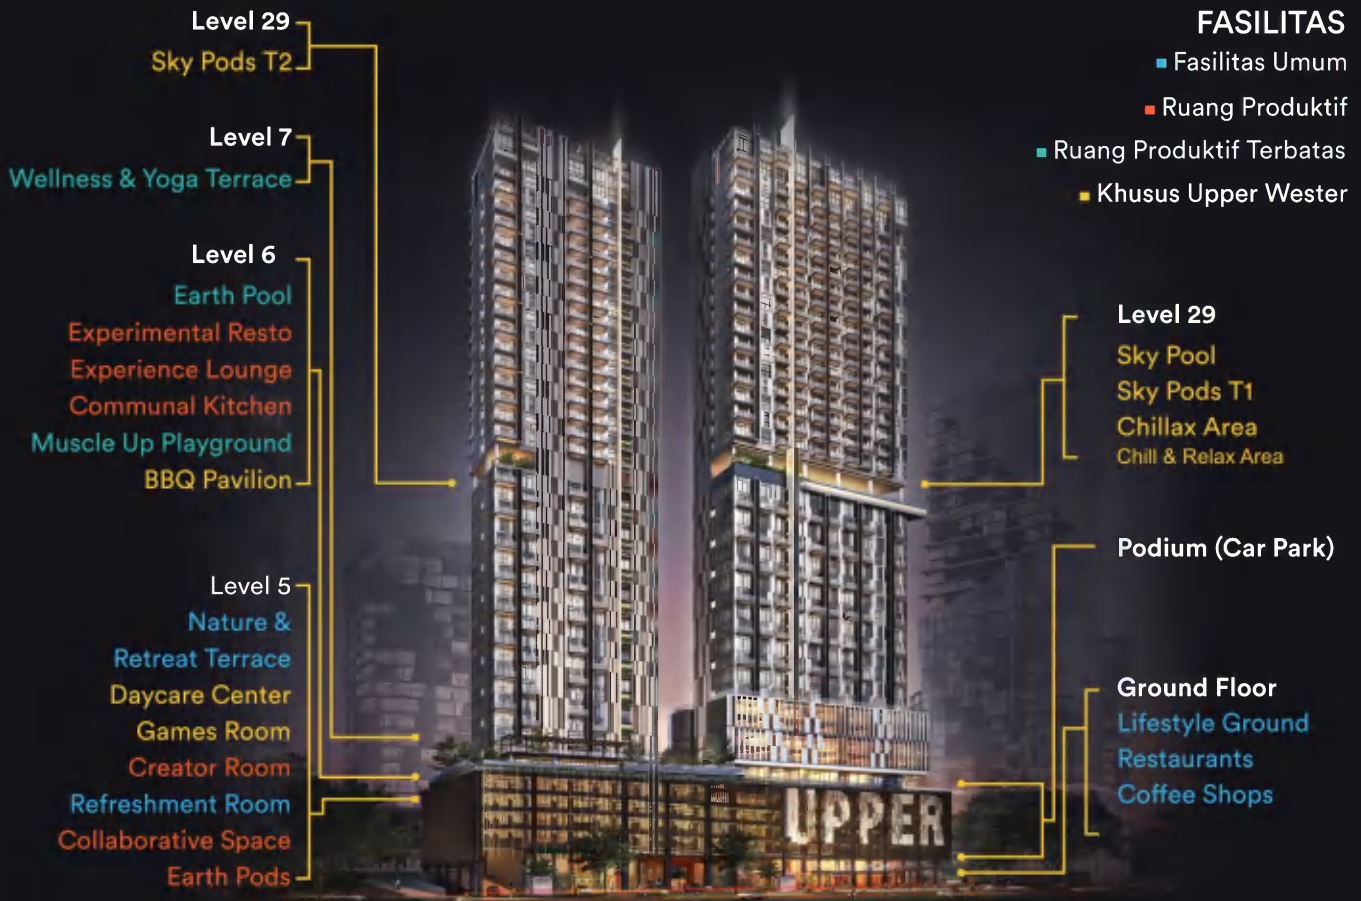 Level 29
Sky Pods T2
Level 7
Wellness & Yoga Terrace
Level 6
Earth Pool
Experimental Resto
Experience Lounge
Communal Kitchen
Muscle Up Playground
BBQ Pavilion
Level 5
Nature &
Retreat Terrace
Daycare Center
Games Room
Creator Room
Refreshment Room
Collaborative Space
Earth Pods
UPPER
FASILITAS
Fasilitas Umum
Ruang Produktif
Ruang Produktif Terbatas
Khusus Upper Wester
Level 29
Sky Pool
Sky Pods T1
Chillax Area
Chill & Relax Area
Podium (Car Park)
Ground Floor
Lifestyle Ground
Restaurants
Coffee Shops